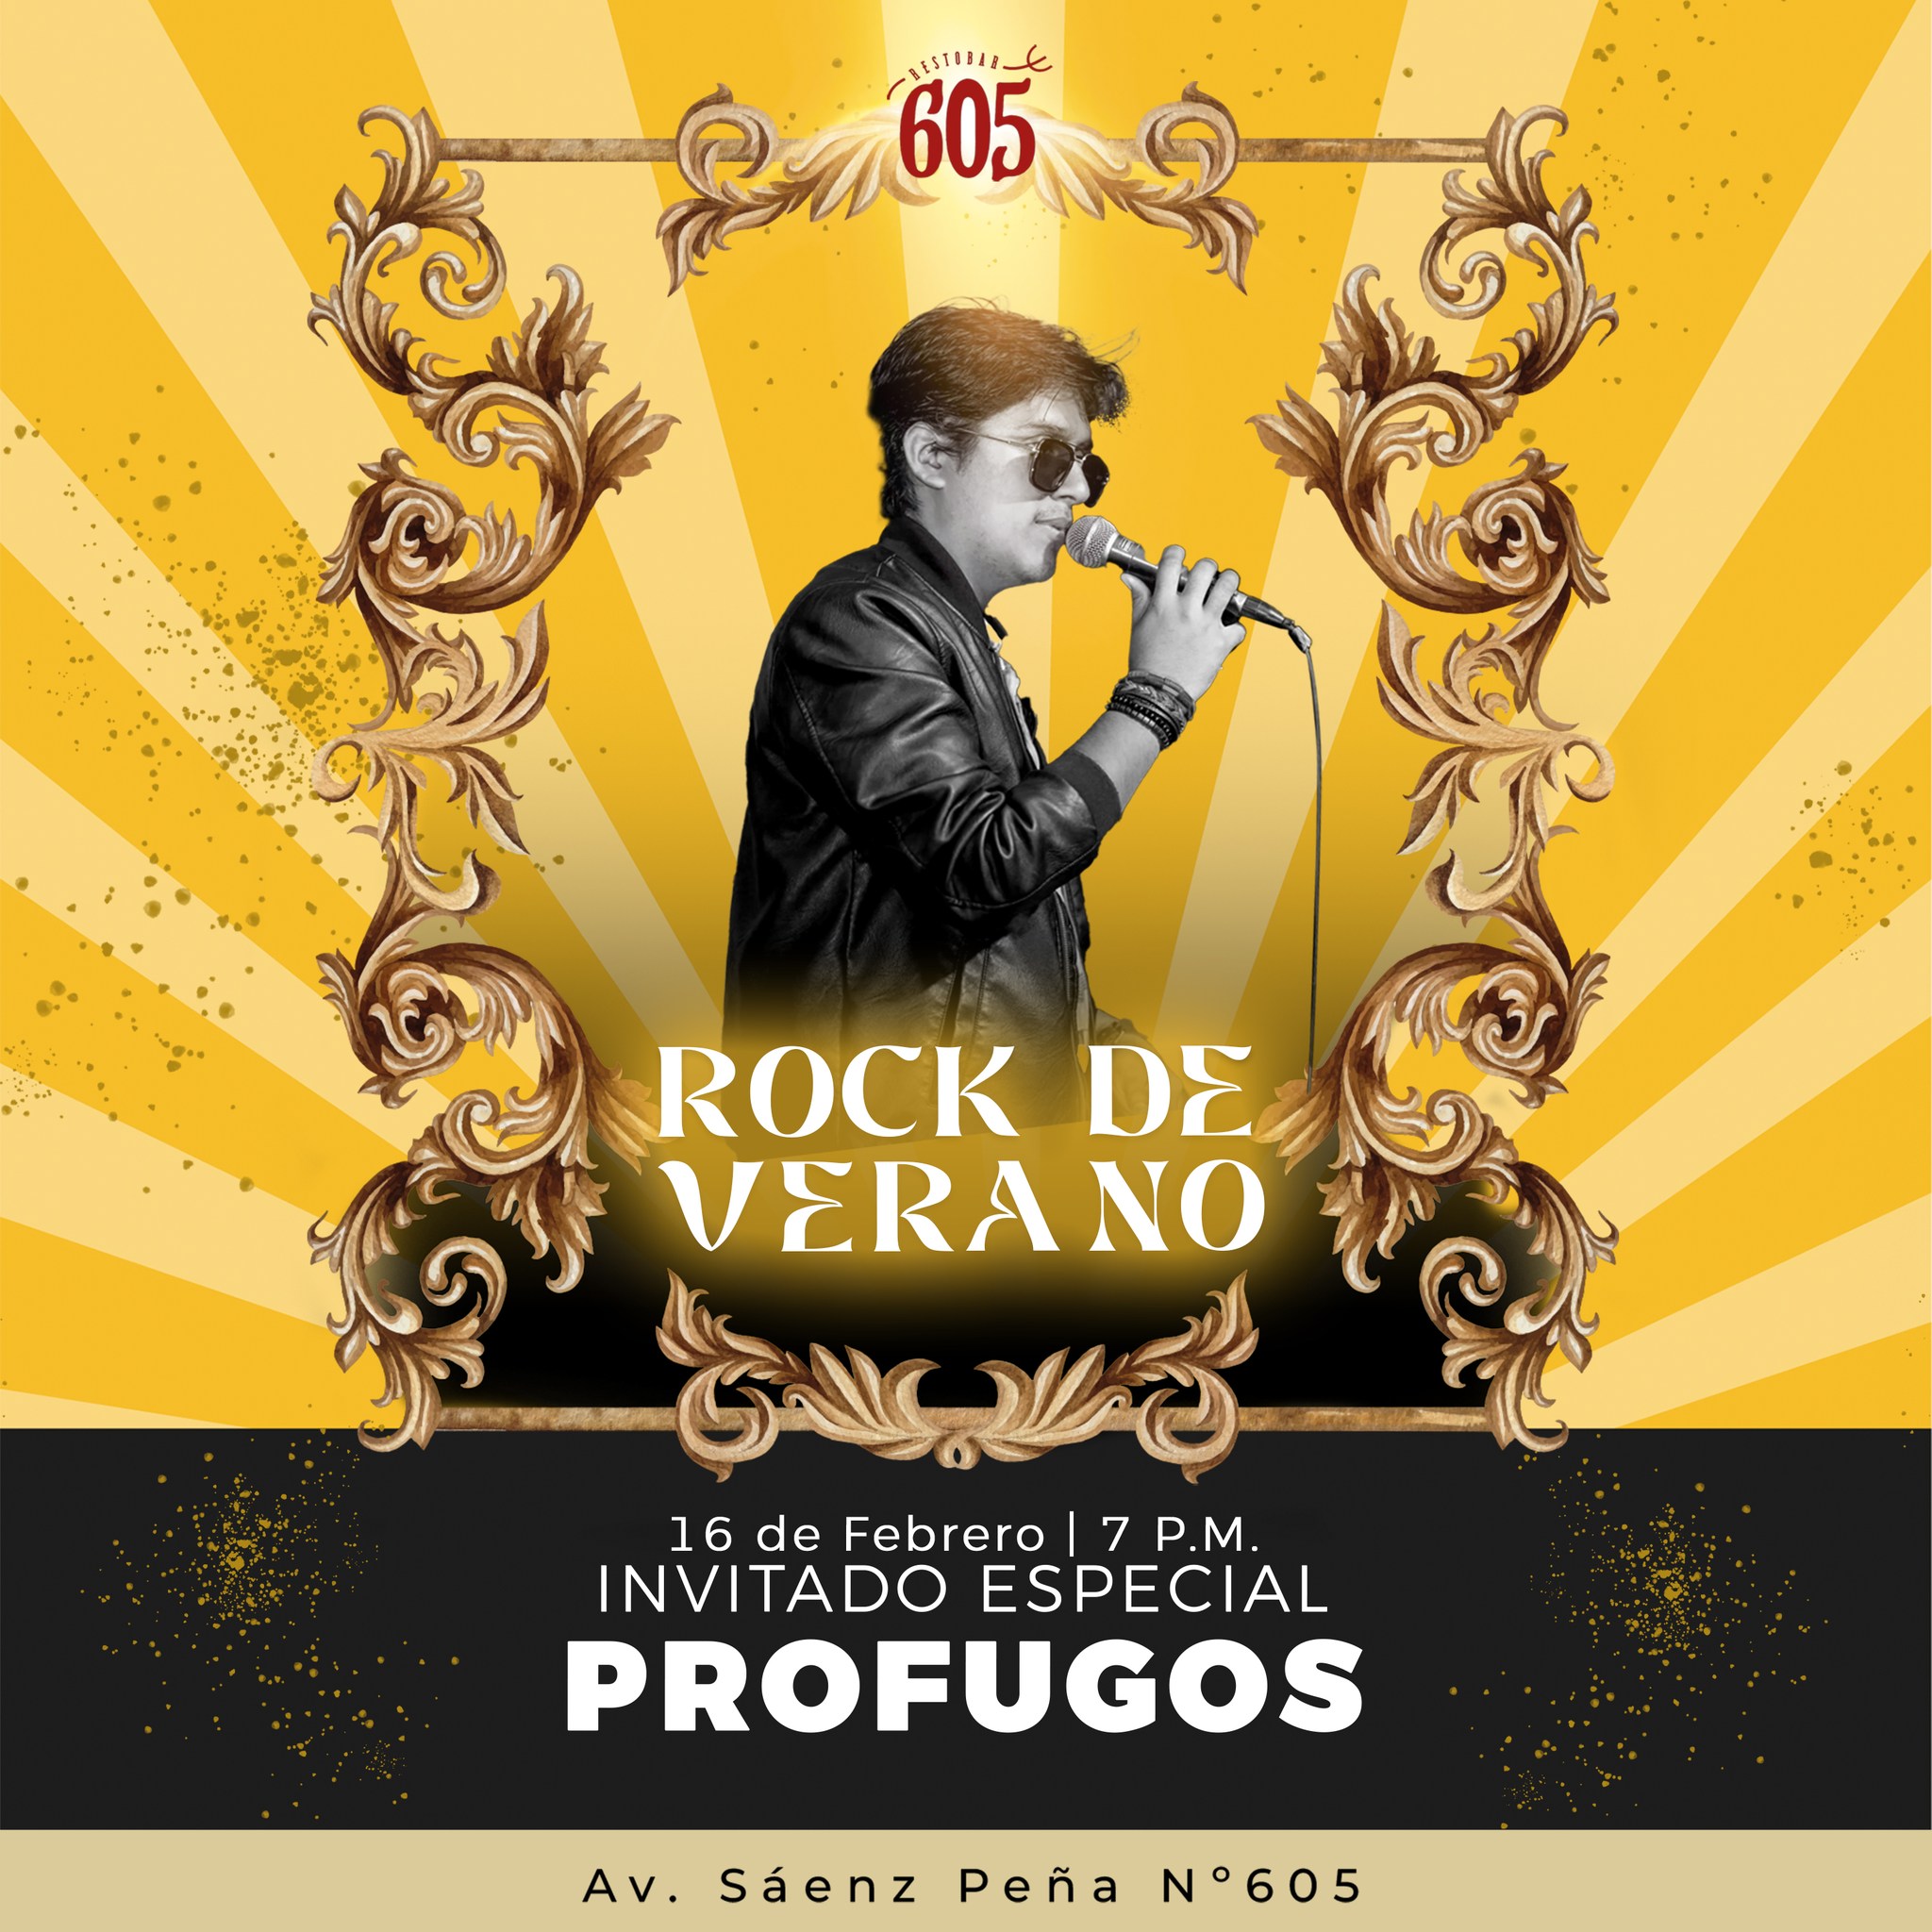 RESTOBAR
605
ROCK DE
VERANO
16 de Febrero | 7 P.M.
INVITADO ESPECIAL
PROFUGOS
Av. Sáenz Peña N°605